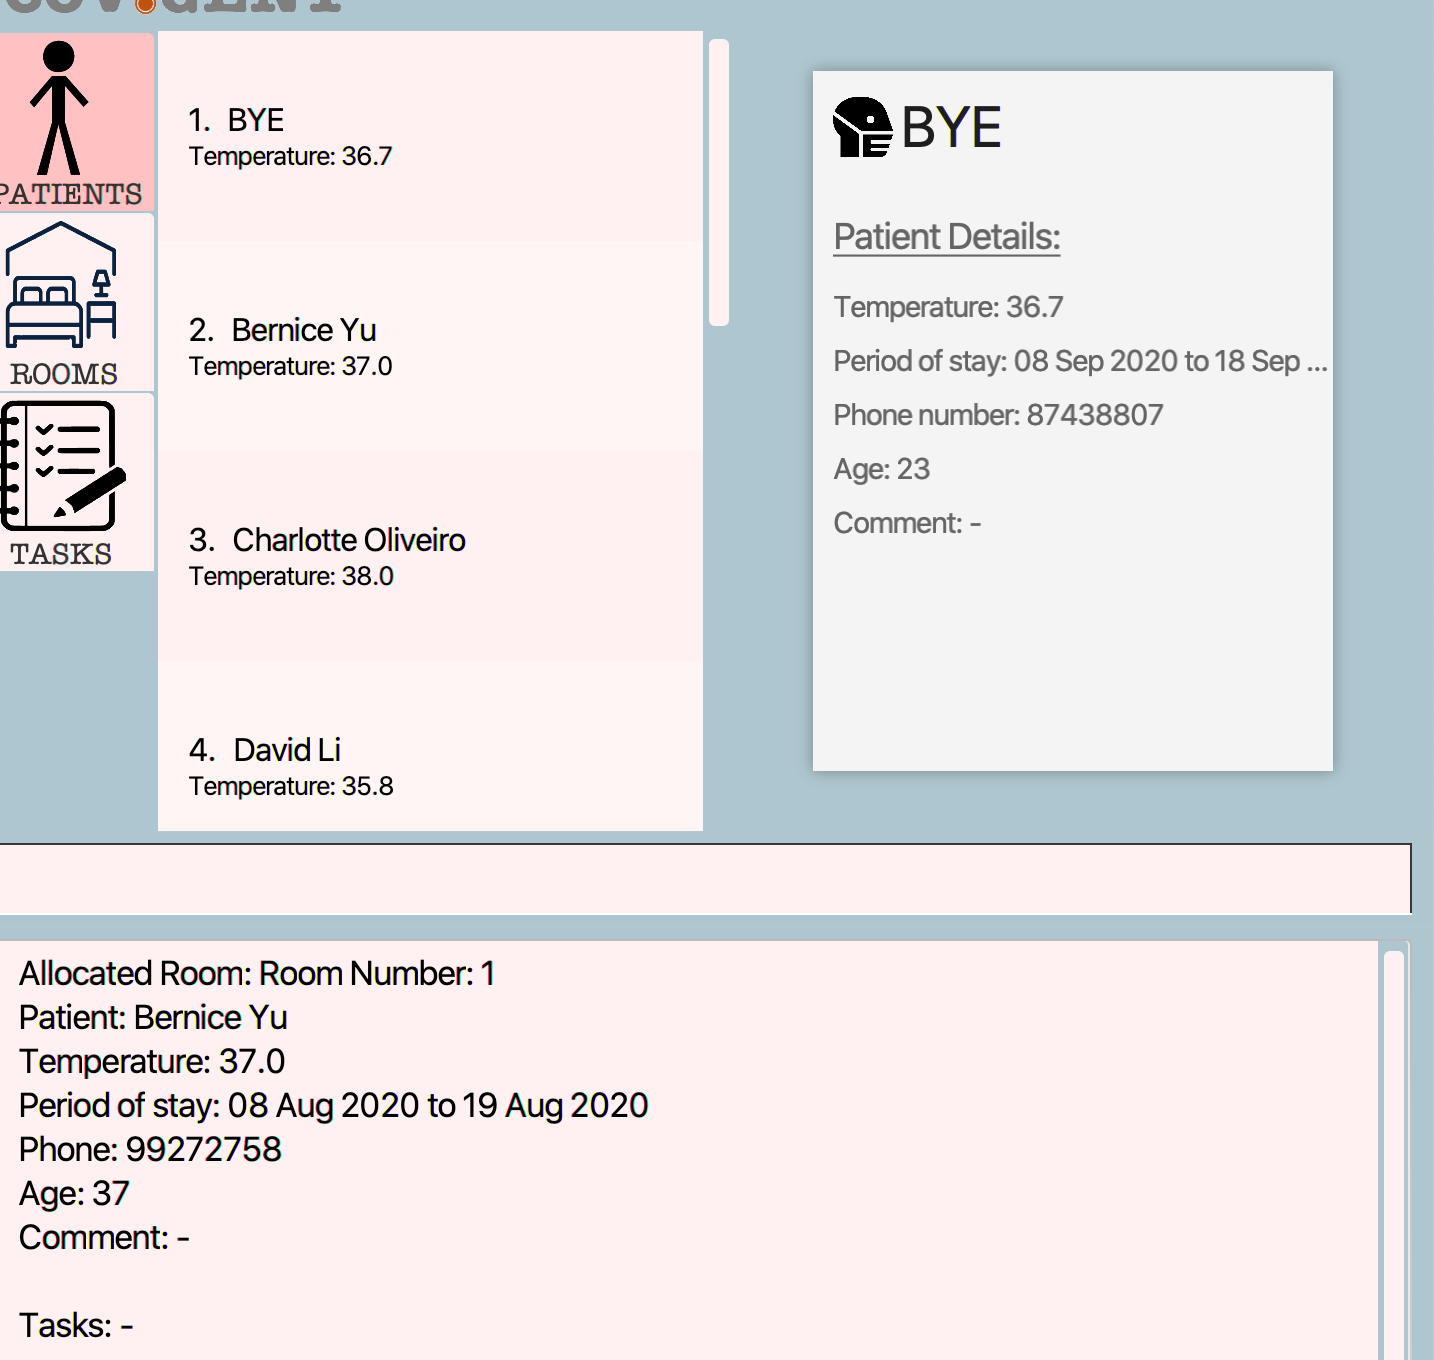 COV.GENT
PATIENTS
ROOMS
TASKS
1. BYE
Temperature: 36.7
2. Bernice Yu
Temperature: 37.0
3. Charlotte Oliveiro
Temperature: 38.0
4. David Li
Temperature: 35.8
BYE
Patient Details:
Temperature: 36.7
Period of stay: 08 Sep 2020 to 18 Sep ...
Phone number: 87438807
Age: 23
Comment: -
Allocated Room: Room Number: 1
Patient: Bernice Yu
Temperature: 37.0
Period of stay: 08 Aug 2020 to 19 Aug 2020
Phone: 99272758
Age: 37
Comment: -
Tasks: -